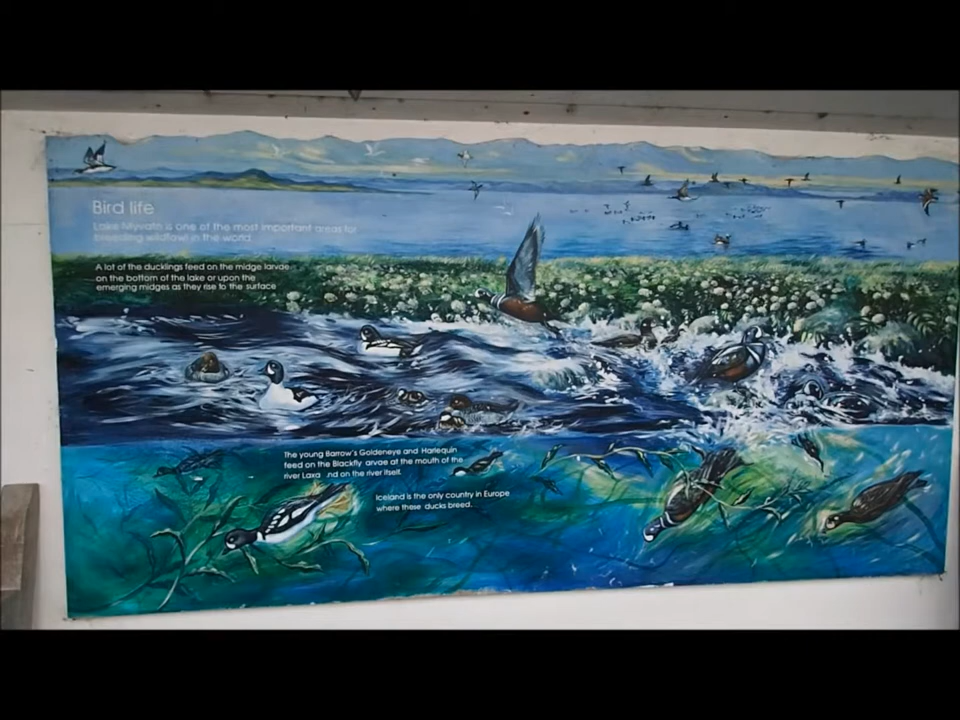 Bird life
Lake Mývatn is one of the most important areas for
breeding wildfowl in the world
A lot of the ducklings feed on the midge larvae
on the bottom of the lake or upon the
emerging midges as they rise to the surface
The young Barrow's Goldeneye and Harlequin
feed on the Blackfly arvae at the mouth of the
river Laxa nd on the river itself.
Iceland is the only country in Europe
where these ducks breed.